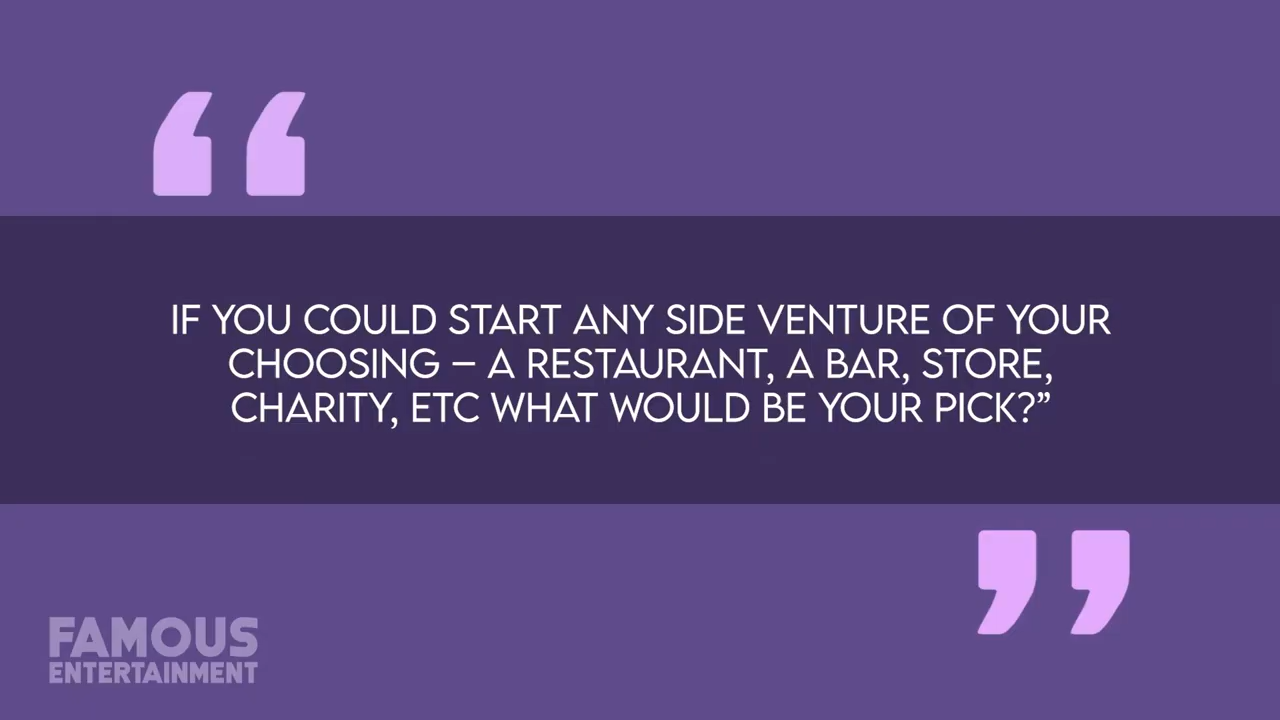 “
IF YOU COULD START ANY SIDE VENTURE OF YOUR
CHOOSING – A RESTAURANT, A BAR, STORE,
CHARITY, ETC WHAT WOULD BE YOUR PICK?”
”
FAMOUS
ENTERTAINMENT